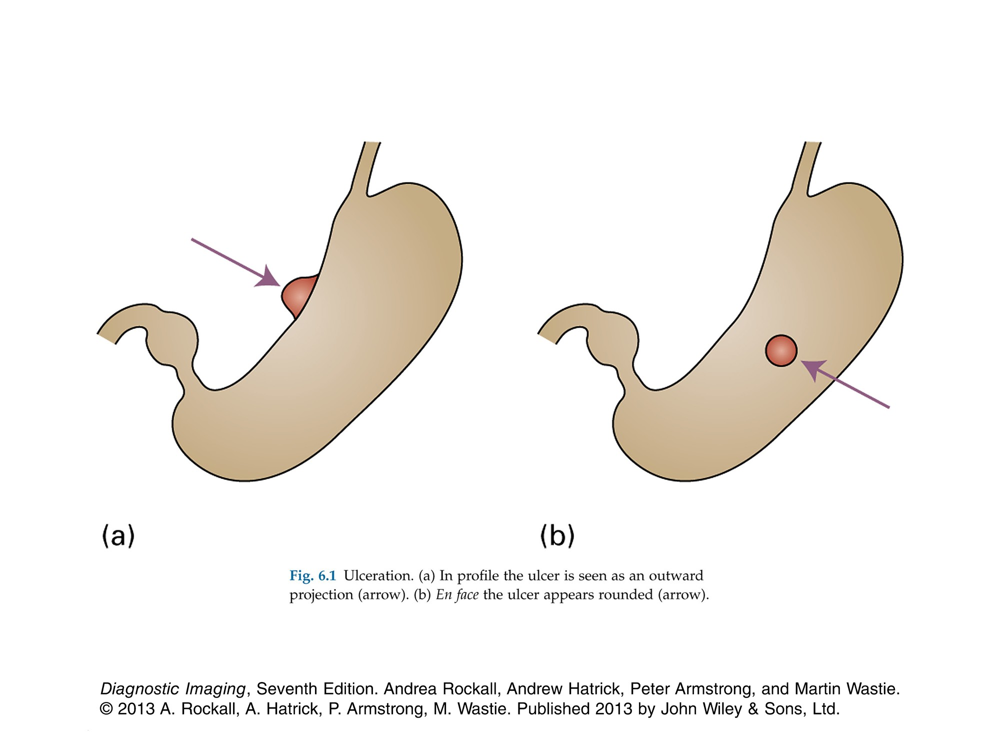 (a)
(b)
Fig. 6.1 Ulceration. (a) In profile the ulcer is seen as an outward
projection (arrow). (b) En face the ulcer appears rounded (arrow).
Diagnostic Imaging, Seventh Edition. Andrea Rockall, Andrew Hatrick, Peter Armstrong, and Martin Wastie.
© 2013 A. Rockall, A. Hatrick, P. Armstrong, M. Wastie. Published 2013 by John Wiley & Sons, Ltd.